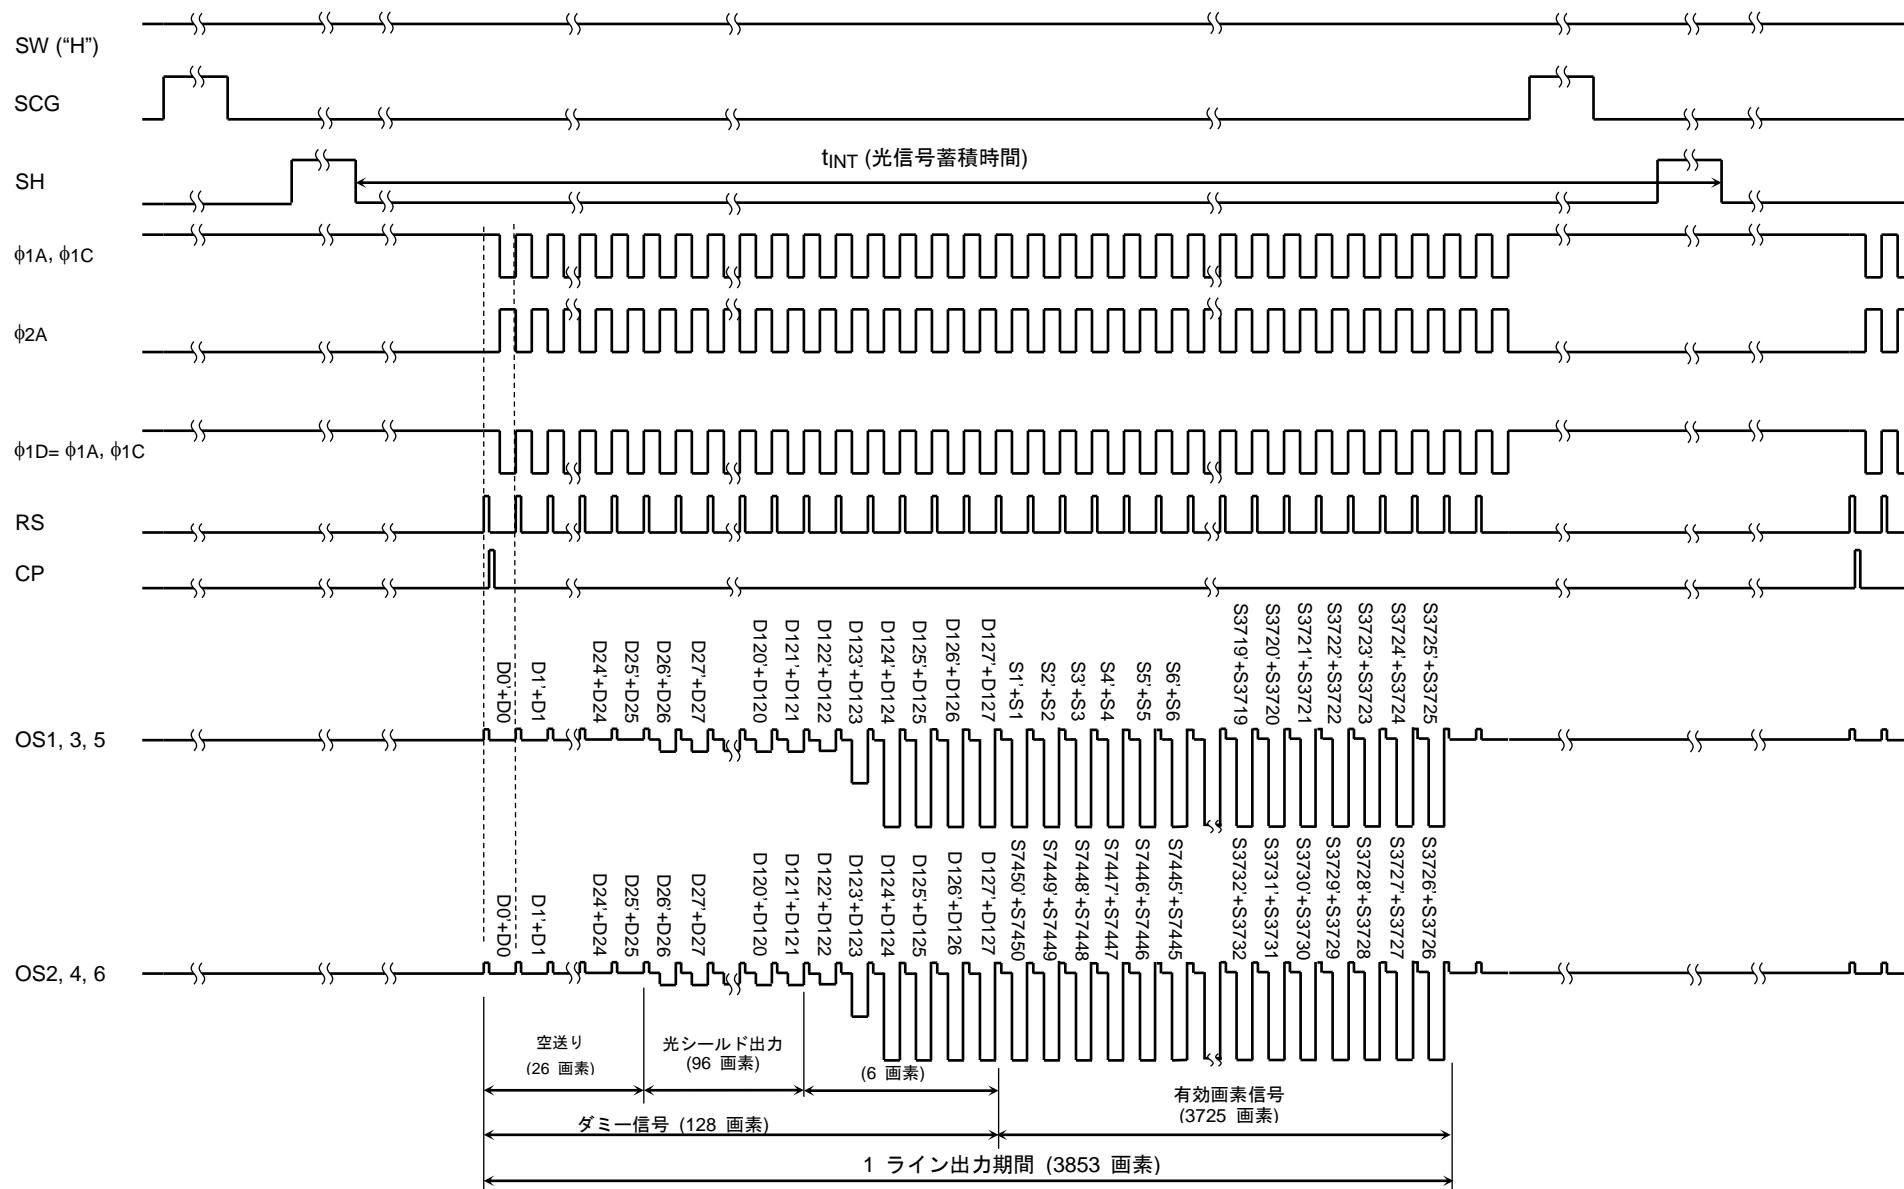 SW (“H”)
SCG
tINT (光信号蓄積時間)
SH
ϕ1A, ϕ1C
ϕ2A
ϕ1D= ϕ1A, ϕ1C
RS
CP
D0’+D0
D1’+D1
D24’+D24
D25’+D25
D26’+D26
D27’+D27
D120’+D120
D121’+D121
D122’+D122
D123’+D123
D124’+D124
D125’+D125
D126’+D126
D127’+D127
S1’+S1
S2’+S2
S3’+S3
S4’+S4
S5’+S5
S6’+S6
S3719’+S3719
S3720’+S3720
S3721’+S3721
S3722’+S3722
S3723’+S3723
S3724’+S3724
S3725’+S3725
OS1, 3, 5
D0’+D0
D1’+D1
D24’+D24
D25’+D25
D26’+D26
D27’+D27
D120’+D120
D121’+D121
D122’+D122
D123’+D123
D124’+D124
D125’+D125
D126’+D126
D127’+D127
S7450’+S7450
S7449’+S7449
S7448’+S7448
S7447’+S7447
S7446’+S7446
S7445’+S7445
S3732’+S3732
S3731’+S3731
S3730’+S3730
S3729’+S3729
S3728’+S3728
S3727’+S3727
S3726’+S3726
OS2, 4, 6
空送り
(26 画素)
光シールド出力
(96 画素)
(6 画素)
有効画素信号
(3725 画素)
ダミー信号 (128 画素)
1 ライン出力期間 (3853 画素)